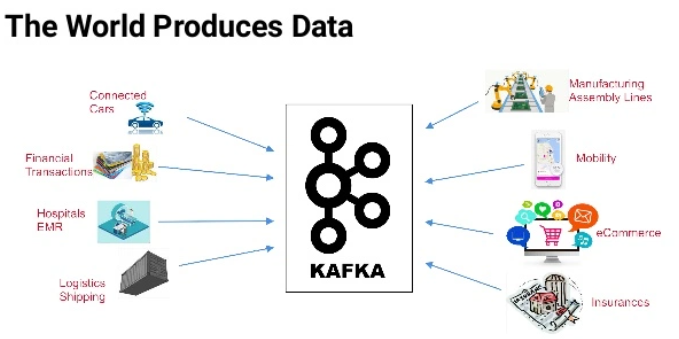 The World Produces Data
Connected
Cars
Financial
Transactions
Hospitals
EMR
Logistics
Shipping
KAFKA
Manufacturing
Assembly Lines
Mobility
eCommerce
Insurances